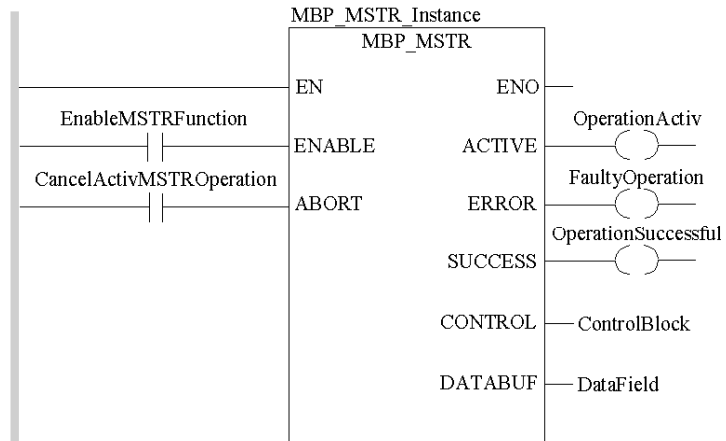 MBP_MSTR_Instance
MBP_MSTR
EN ENO
EnableMSTRFunction OperationActiv
ENABLE ACTIVE
CancelActivMSTROperation FaultyOperation
ABORT ERROR
OperationSuccessful
SUCCESS
CONTROL ControlBlock
DATABUF DataField